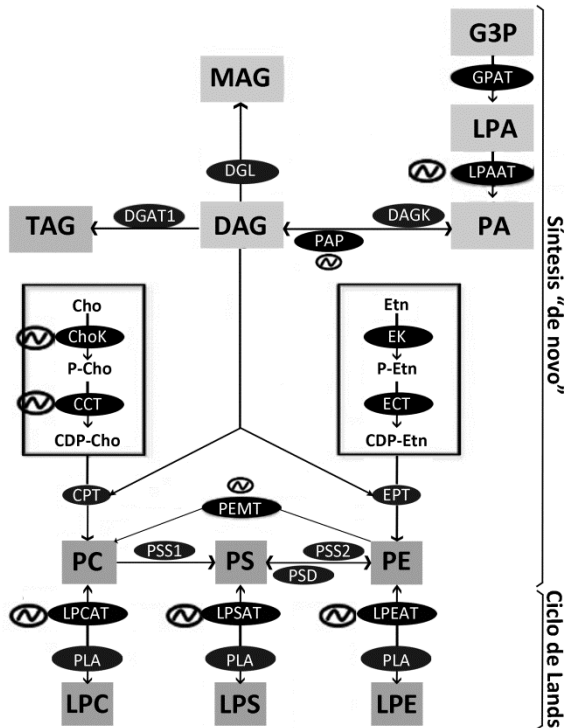 G3P
GPAT
LPA
LPAAT
PA
MAG
DGL
DGAT1
TAG
DAG
DAGK
PAP
Cho
ChoK
P-Cho
CCT
CDP-Cho
Etn
EK
P-Etn
ECT
CDP-Etn
CPT
EPT
PEMT
PC
PSS1
PS
PSS2
PSD
PE
LPCAT
LPSAT
LPEAT
PLA
PLA
PLA
LPC
LPS
LPE
Síntesis “de novo”
Ciclo de Lands